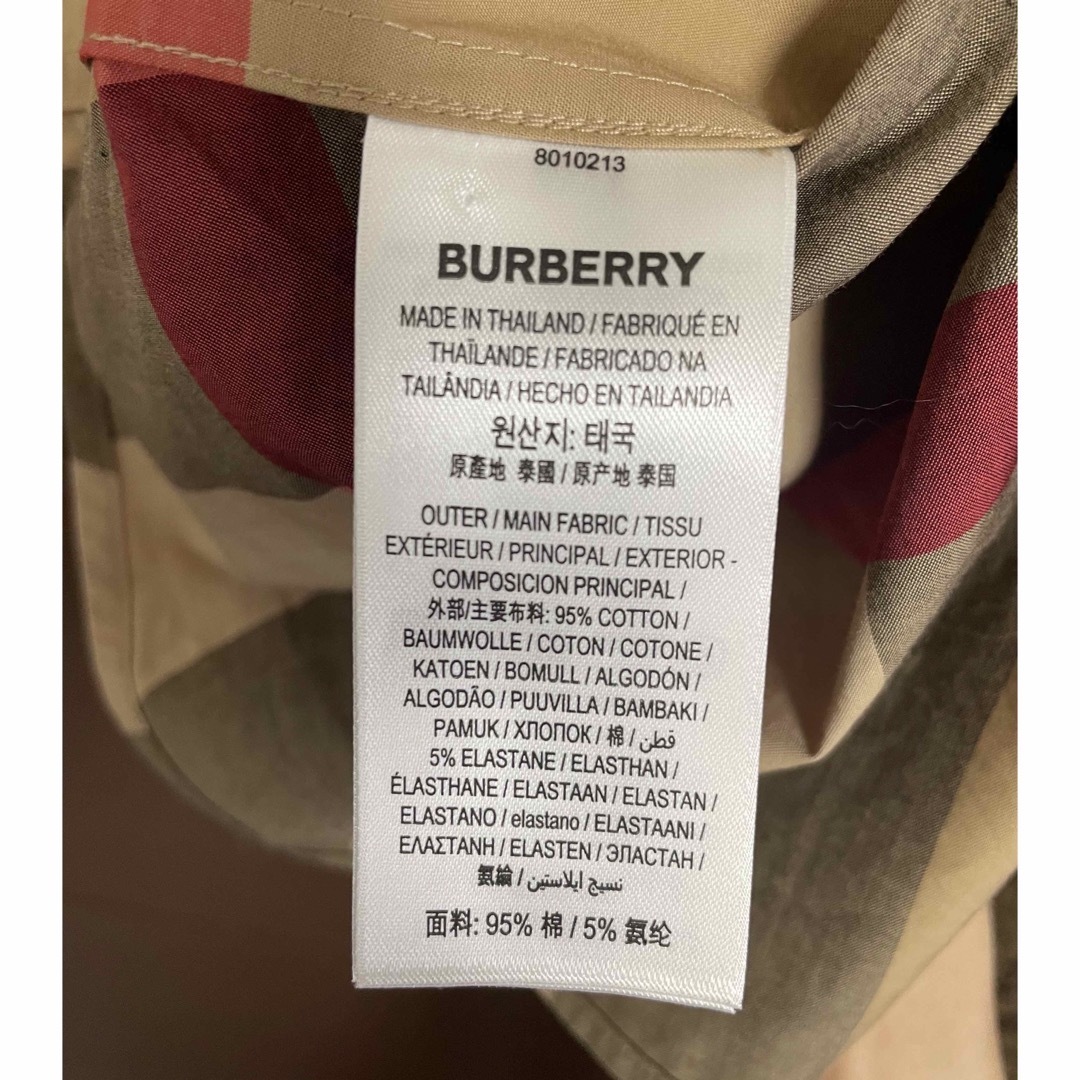 8010213
BURBERRY
MADE IN THAILAND / FABRIQUÉ EN
THAÏLANDE / FABRICADO NA
TAILÂNDIA / HECHO EN TAILANDIA
원산지: 태국
原產地 泰國 / 原产地 泰国
OUTER / MAIN FABRIC / TISSU
EXTÉRIEUR / PRINCIPAL / EXTERIOR -
COMPOSICION PRINCIPAL /
外部/主要布料: 95% COTTON /
BAUMWOLLE / COTON / COTONE /
KATOEN / BOMULL / ALGODÓN /
ALGODÃO / PUUVILLA / BAMBAKI /
PAMUK / ХЛОПОК / 棉 / قطن /
5% ELASTANE / ELASTHAN /
ÉLASTHANE / ELASTAAN / ELASTAN /
ELASTANO / elastano / ELASTAANI /
ΕΛΑΣΤΑΝΗ / ELASTEN / ЭЛАСТАН /
氨綸 / نسيج ايلاستين /
面料: 95% 棉 / 5% 氨纶